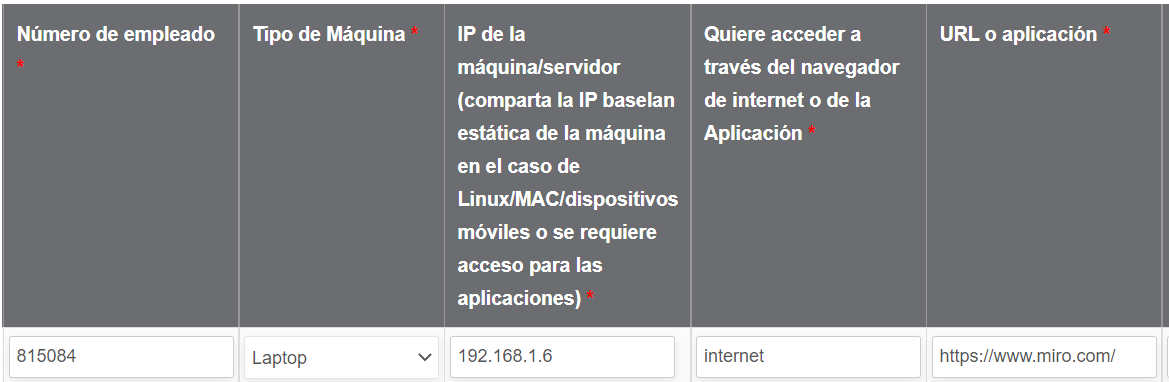 Número de empleado
*
Tipo de Máquina *
IP de la
máquina/servidor
(comparta la IP baselan
estática de la máquina
en el caso de
Linux/MAC/dispositivos
móviles o se requiere
acceso para las
aplicaciones) *
Quiere acceder a
través del navegador
de internet o de la
Aplicación *
URL o aplicación *
815084
Laptop
192.168.1.6
internet
https://www.miro.com/